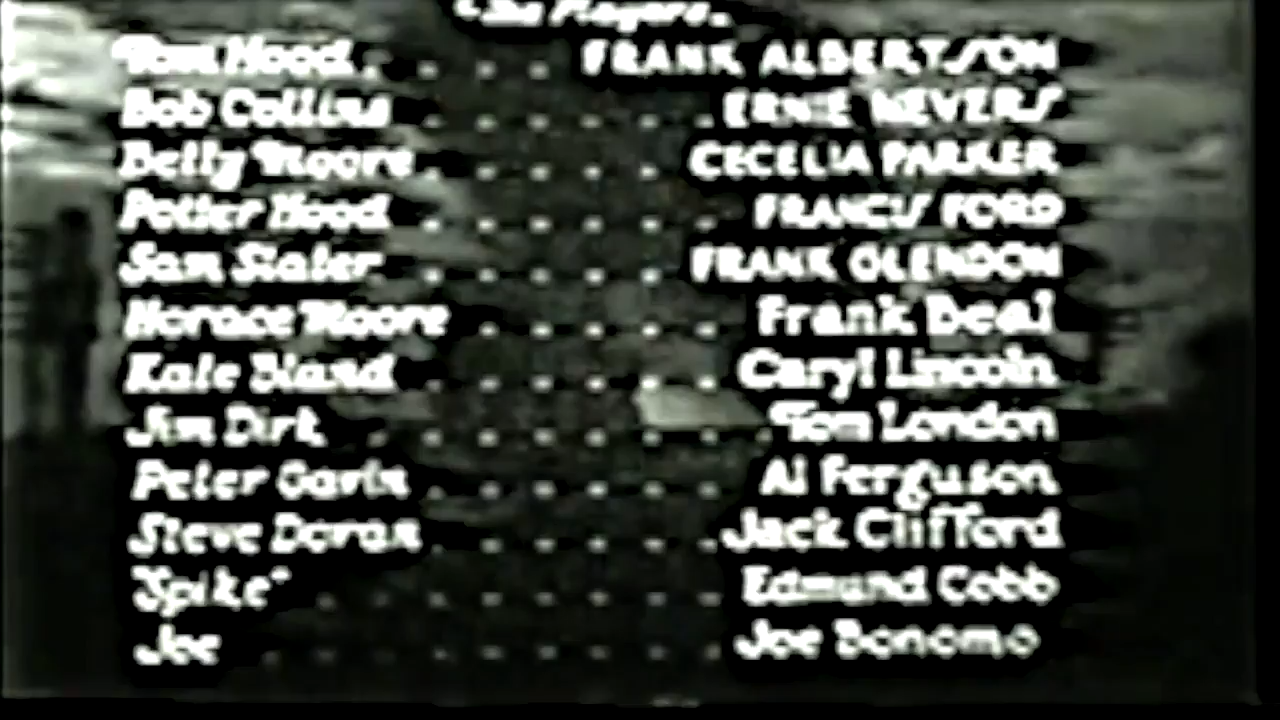 The Players
Tom Hood . . . . FRANK ALBERTSON
Bob Collins . . . . . . ERNIE NEVERS
Betty Moore . . . . . CECELIA PARKER
Potter Hood . . . . . . FRANCIS FORD
Sam Slater . . . . . FRANK GLENDON
Horace Moore . . . . . Frank Beal
Kate Bland . . . . . . Caryl Lincoln
Jim Dirk . . . . . . . . Tom London
Peter Gavin . . . . . . Al Ferguson
Steve Doran . . . . . . Jack Clifford
"Spike" . . . . . . . . Edmund Cobb
Joe . . . . . . . . . Joe Bonomo